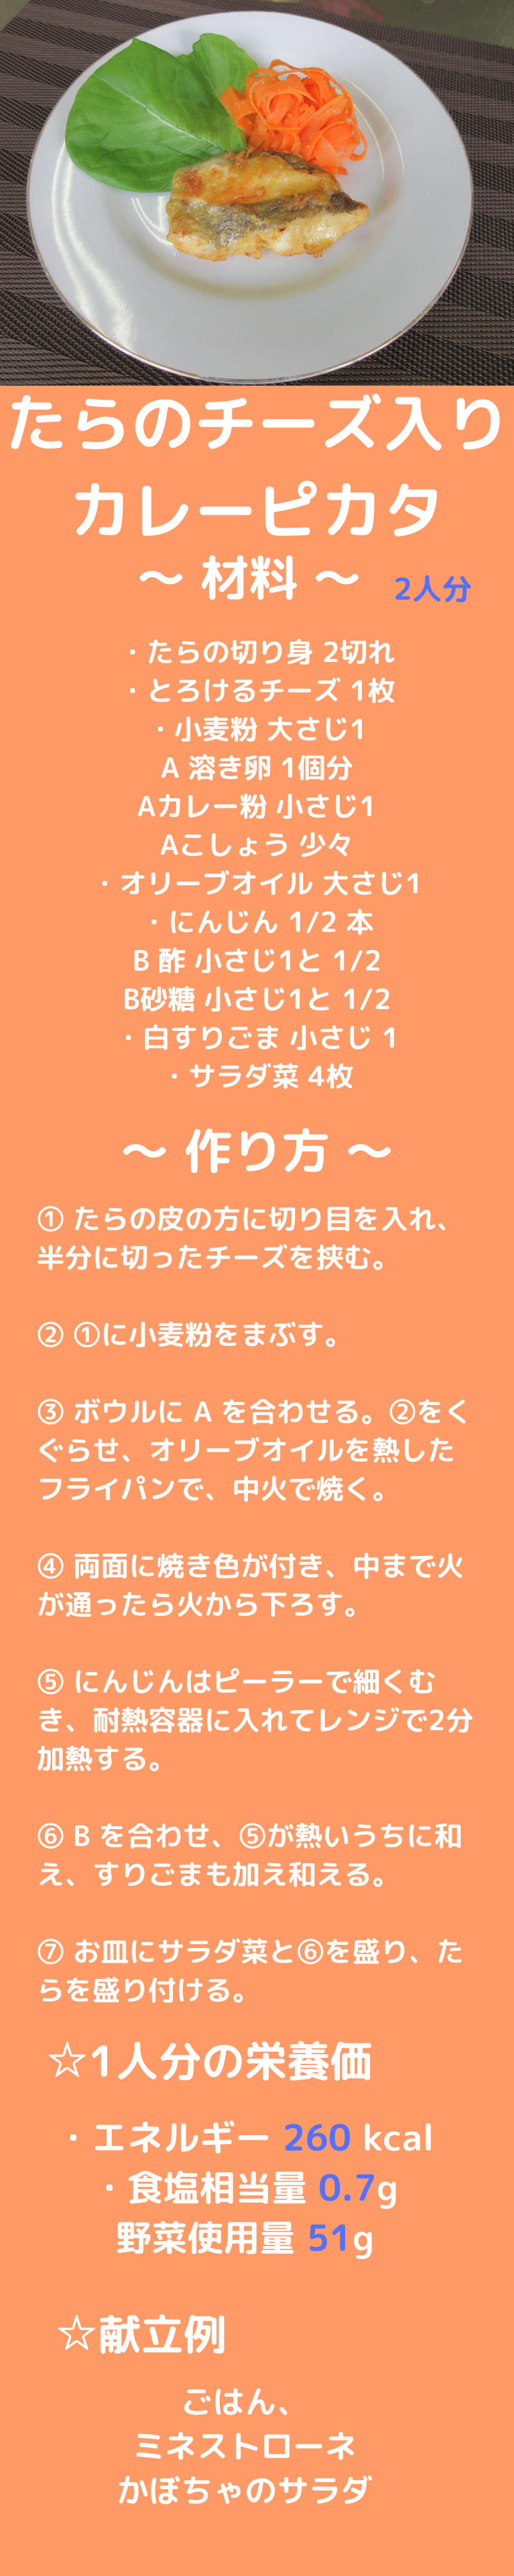 たらのチーズ入り
カレーピカタ
～ 材料 ～ 2人分
・たらの切り身 2切れ
・とろけるチーズ 1枚
・小麦粉 大さじ1
A 溶き卵 1個分
Aカレー粉 小さじ1
Aこしょう 少々
・オリーブオイル 大さじ1
・にんじん 1/2 本
B 酢 小さじ1と 1/2
B砂糖 小さじ1と 1/2
・白すりごま 小さじ 1
・サラダ菜 4枚
～ 作り方 ～
① たらの皮の方に切り目を入れ、
半分に切ったチーズを挟む。
② ①に小麦粉をまぶす。
③ ボウルに A を合わせる。②をく
ぐらせ、オリーブオイルを熱した
フライパンで、中火で焼く。
④ 両面に焼き色が付き、中まで火
が通ったら火から下ろす。
⑤ にんじんはピーラーで細くむ
き、耐熱容器に入れてレンジで2分
加熱する。
⑥ B を合わせ、⑤が熱いうちに和
え、すりごまも加え和える。
⑦ お皿にサラダ菜と⑥を盛り、た
らを盛り付ける。
☆1人分の栄養価
・エネルギー 260 kcal
・食塩相当量 0.7g
野菜使用量 51g
☆献立例
ごはん、
ミネストローネ
かぼちゃのサラダ